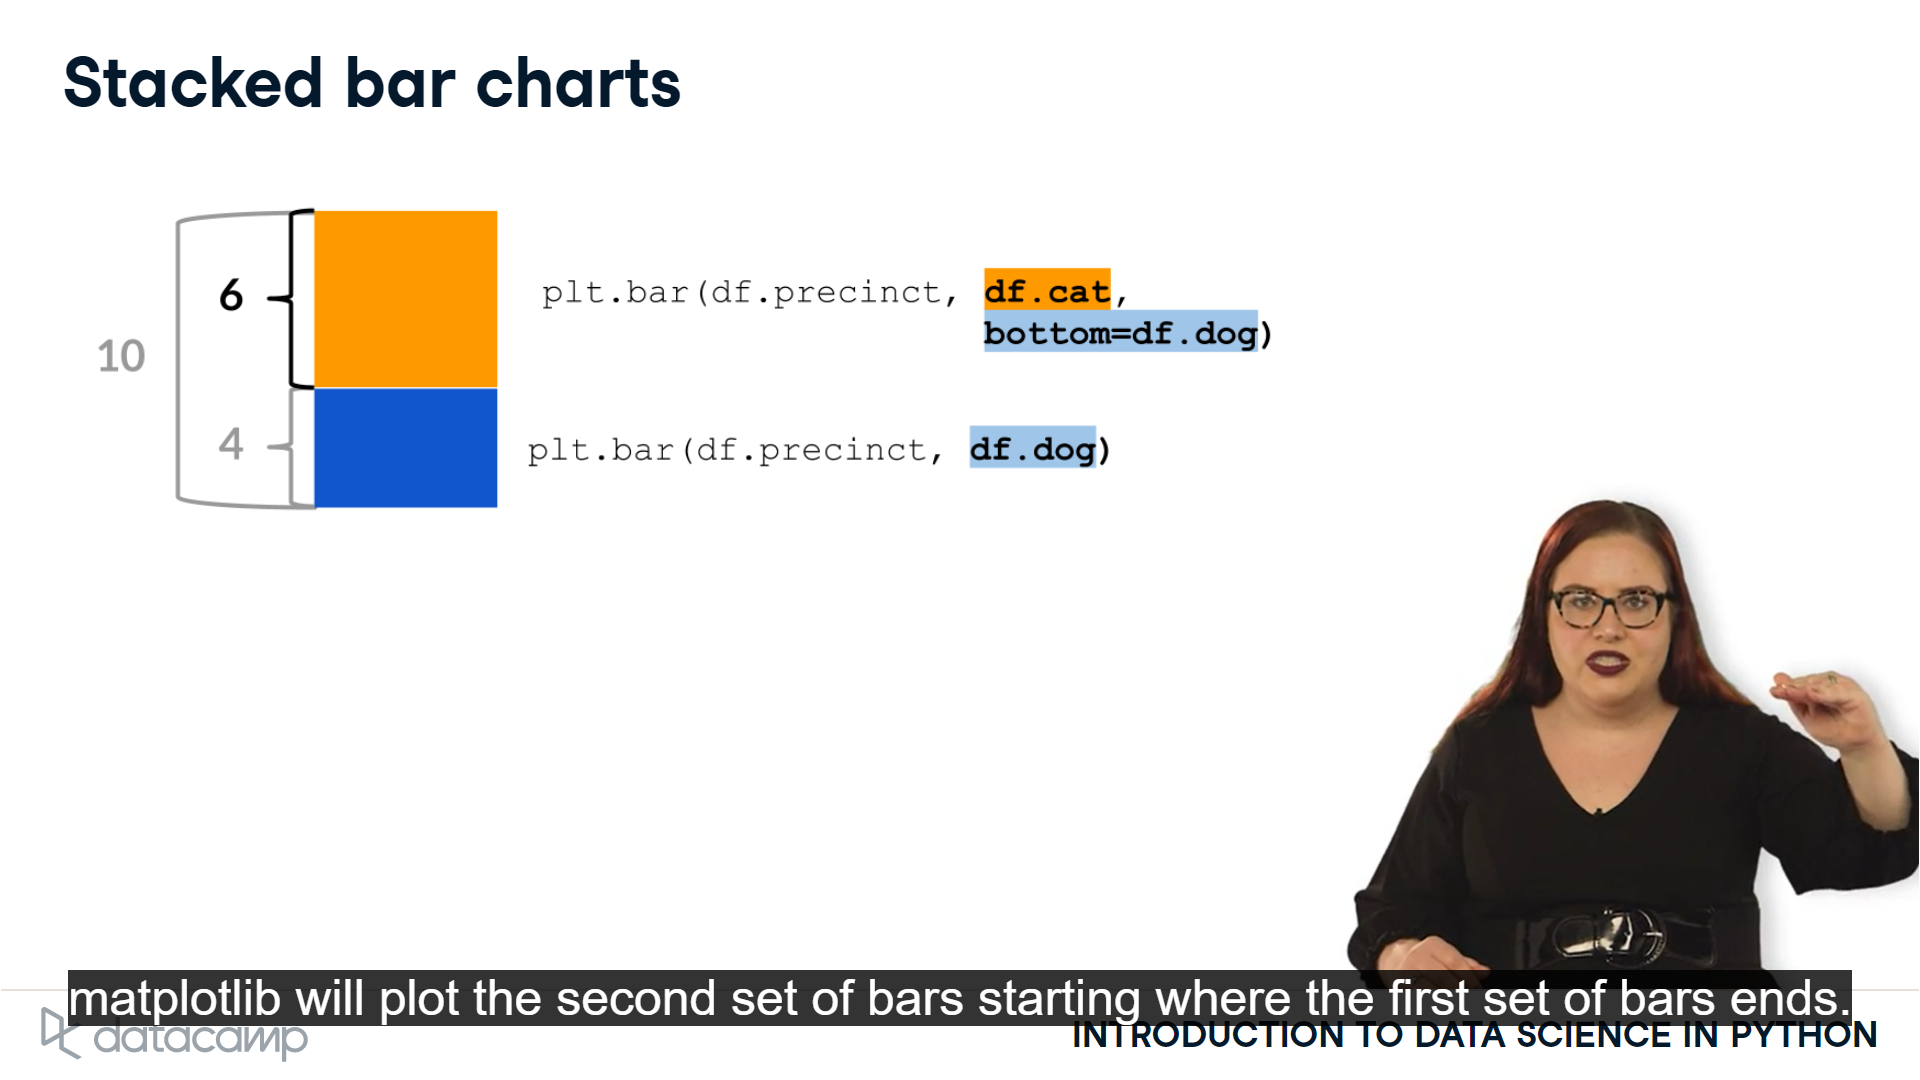 Stacked bar charts
6
10
4
plt.bar(df.precinct, df.cat,
bottom=df.dog)
plt.bar(df.precinct, df.dog)
matplotlib will plot the second set of bars starting where the first set of bars ends.
datacamp
INTRODUCTION TO DATA SCIENCE IN PYTHON